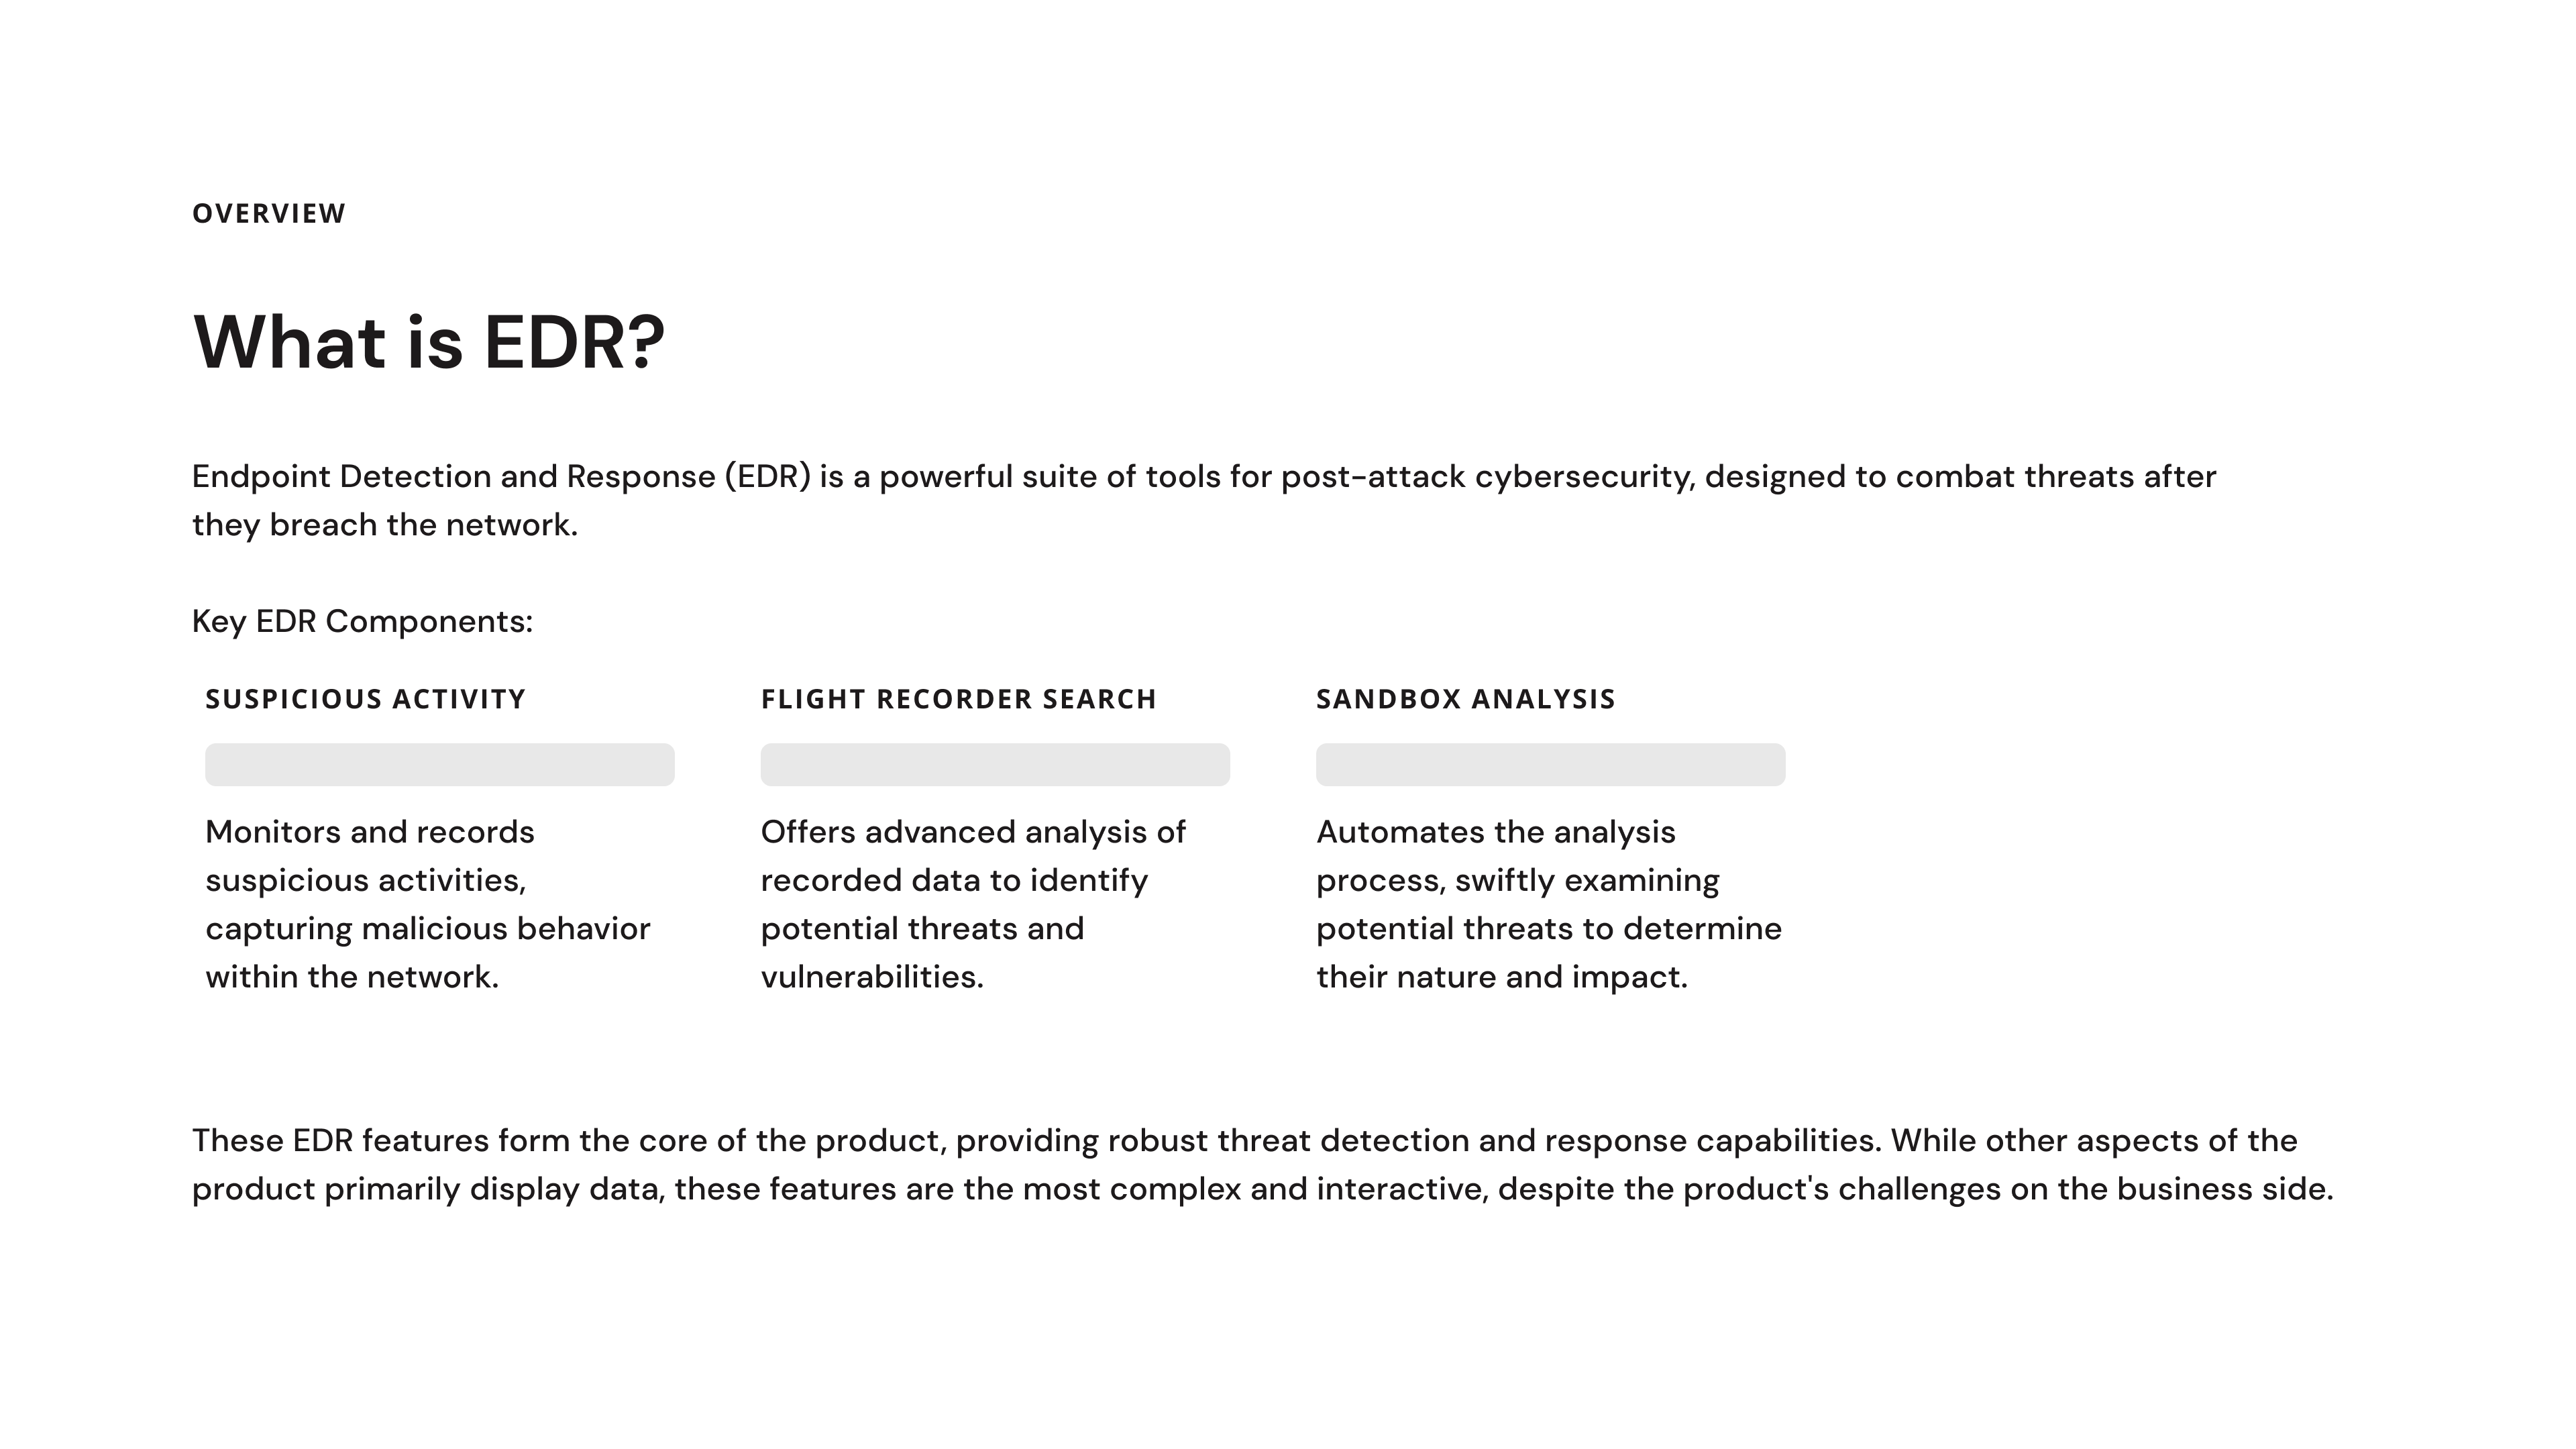 OVERVIEW
What is EDR?
Endpoint Detection and Response (EDR) is a powerful suite of tools for post-attack cybersecurity, designed to combat threats after
they breach the network.
Key EDR Components:
SUSPICIOUS ACTIVITY
Monitors and records
suspicious activities,
capturing malicious behavior
within the network.
FLIGHT RECORDER SEARCH
Offers advanced analysis of
recorded data to identify
potential threats and
vulnerabilities.
SANDBOX ANALYSIS
Automates the analysis
process, swiftly examining
potential threats to determine
their nature and impact.
These EDR features form the core of the product, providing robust threat detection and response capabilities. While other aspects of the
product primarily display data, these features are the most complex and interactive, despite the product's challenges on the business side.